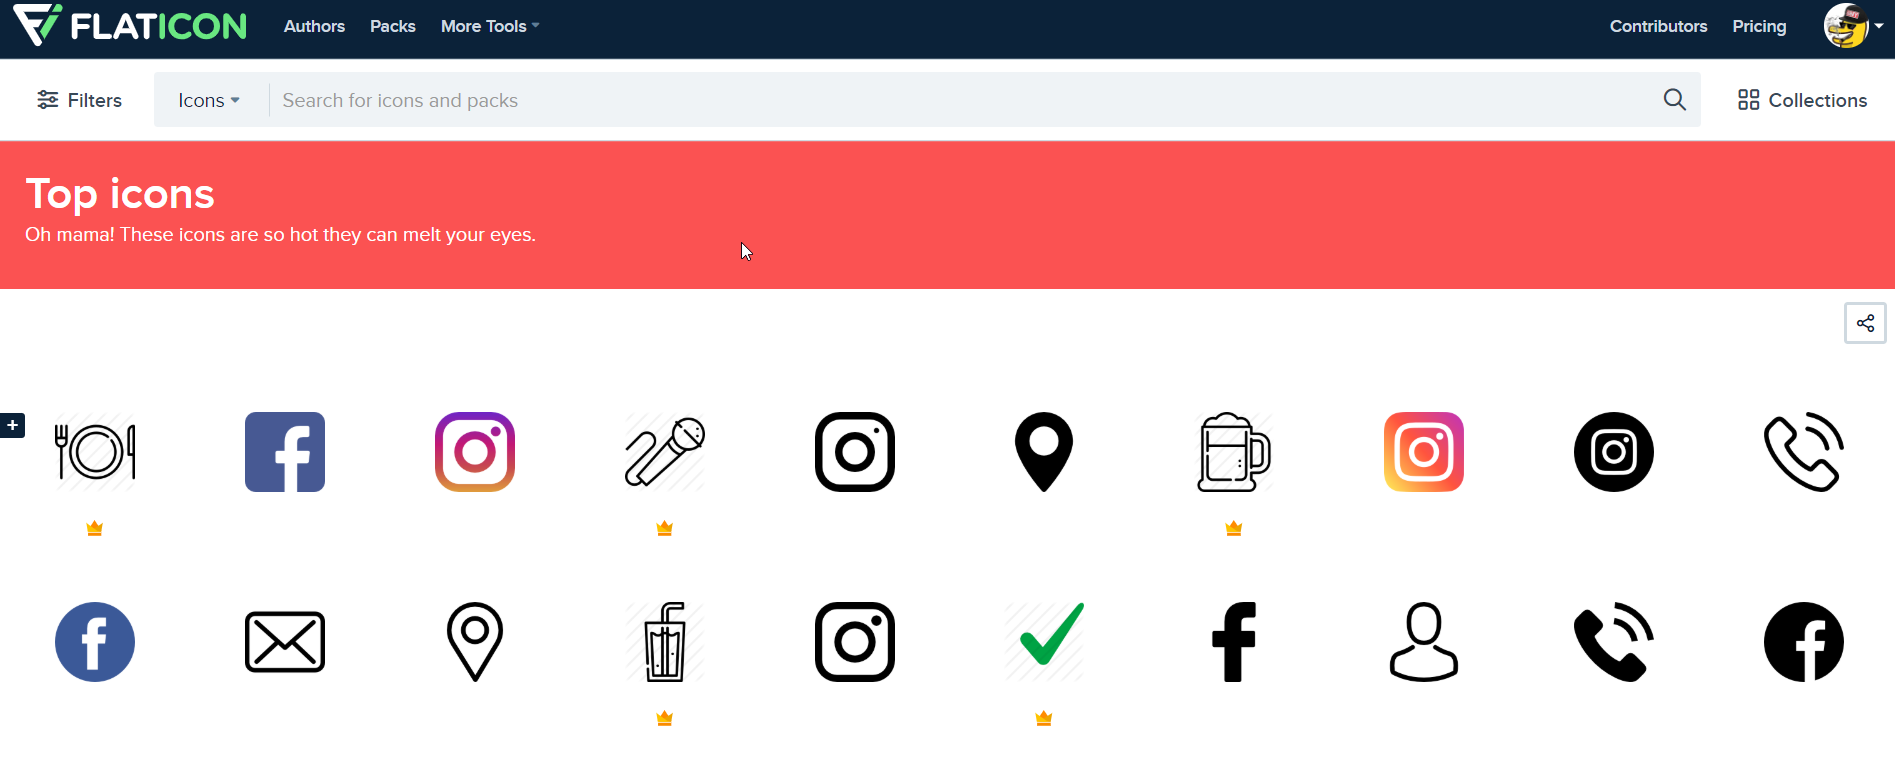 FLATICON
Authors Packs More Tools
Contributors Pricing
Filters
Icons
Search for icons and packs
Collections
Top icons
Oh mama! These icons are so hot they can melt your eyes.